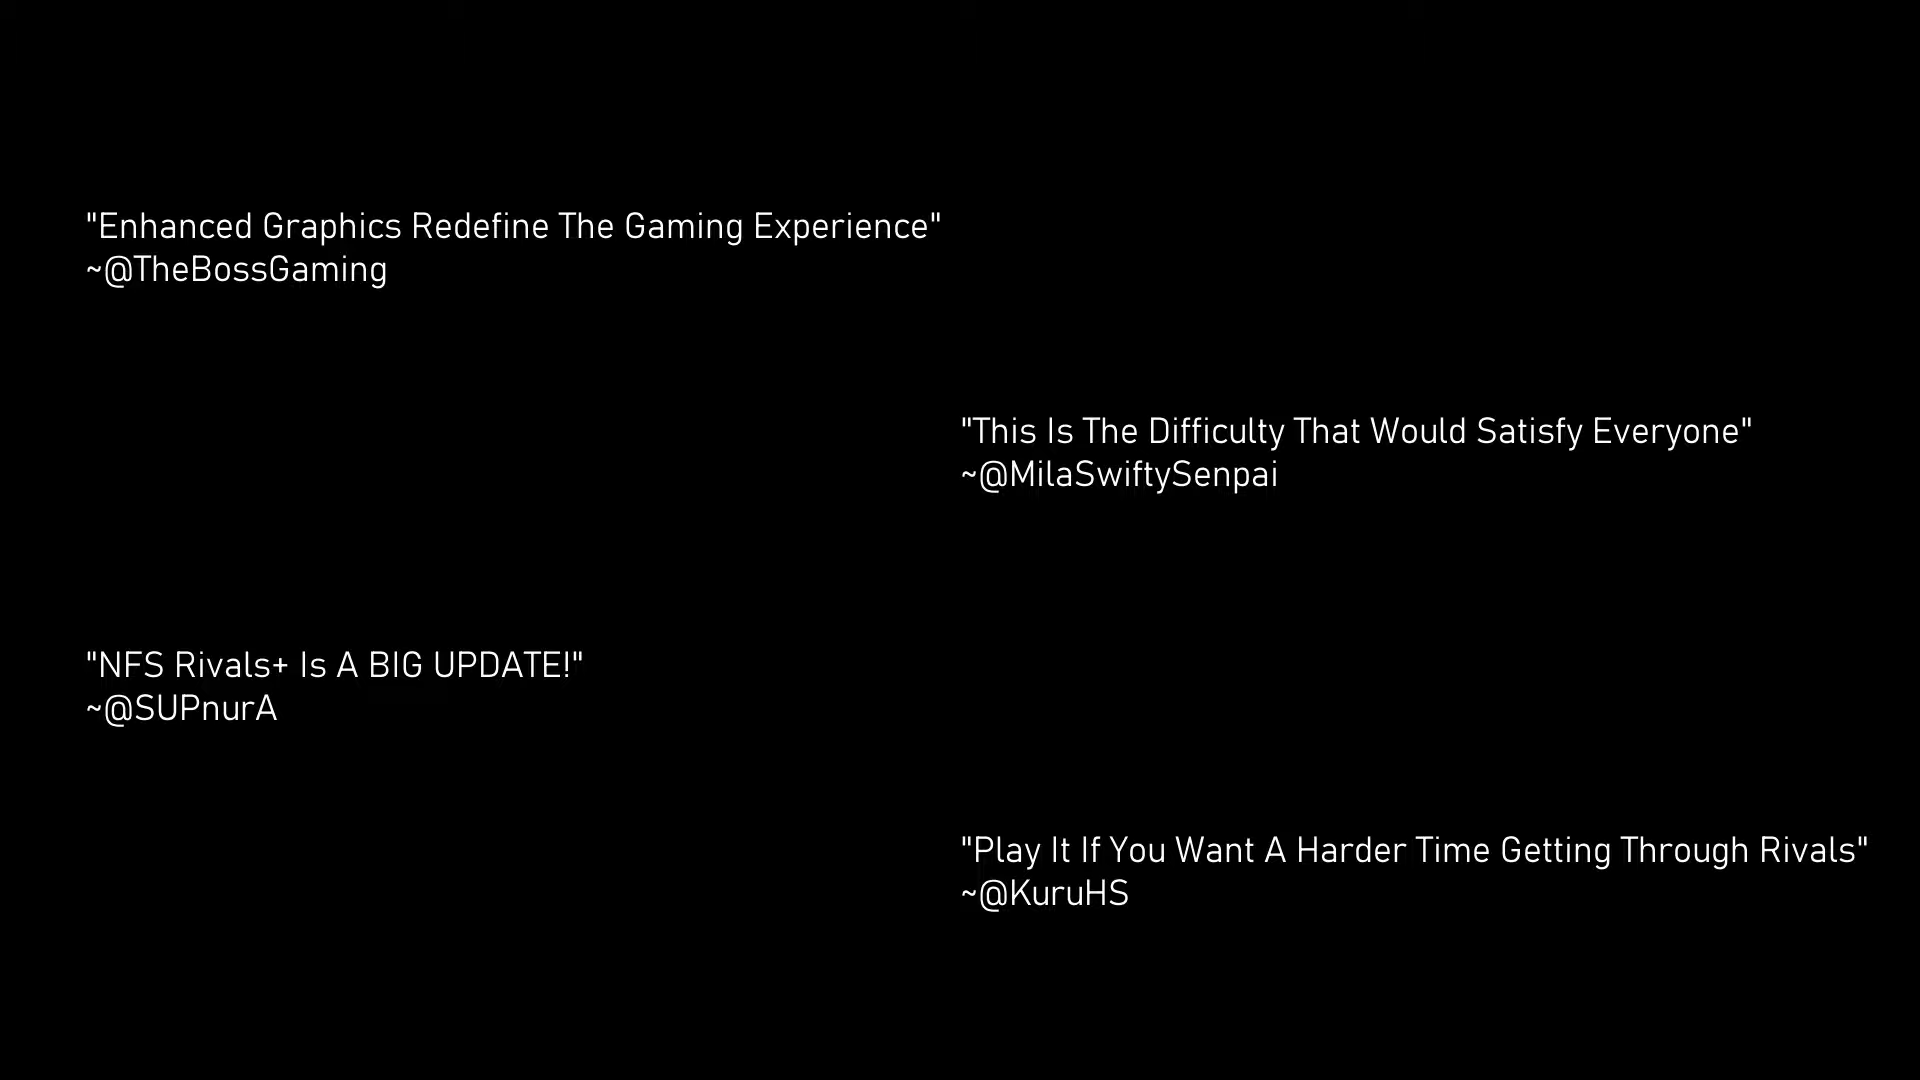 "Enhanced Graphics Redefine The Gaming Experience"
~@TheBossGaming
"This Is The Difficulty That Would Satisfy Everyone"
~@MilaSwiftySenpai
"NFS Rivals+ Is A BIG UPDATE!"
~@SUPnurA
"Play It If You Want A Harder Time Getting Through Rivals"
~@KuruHS